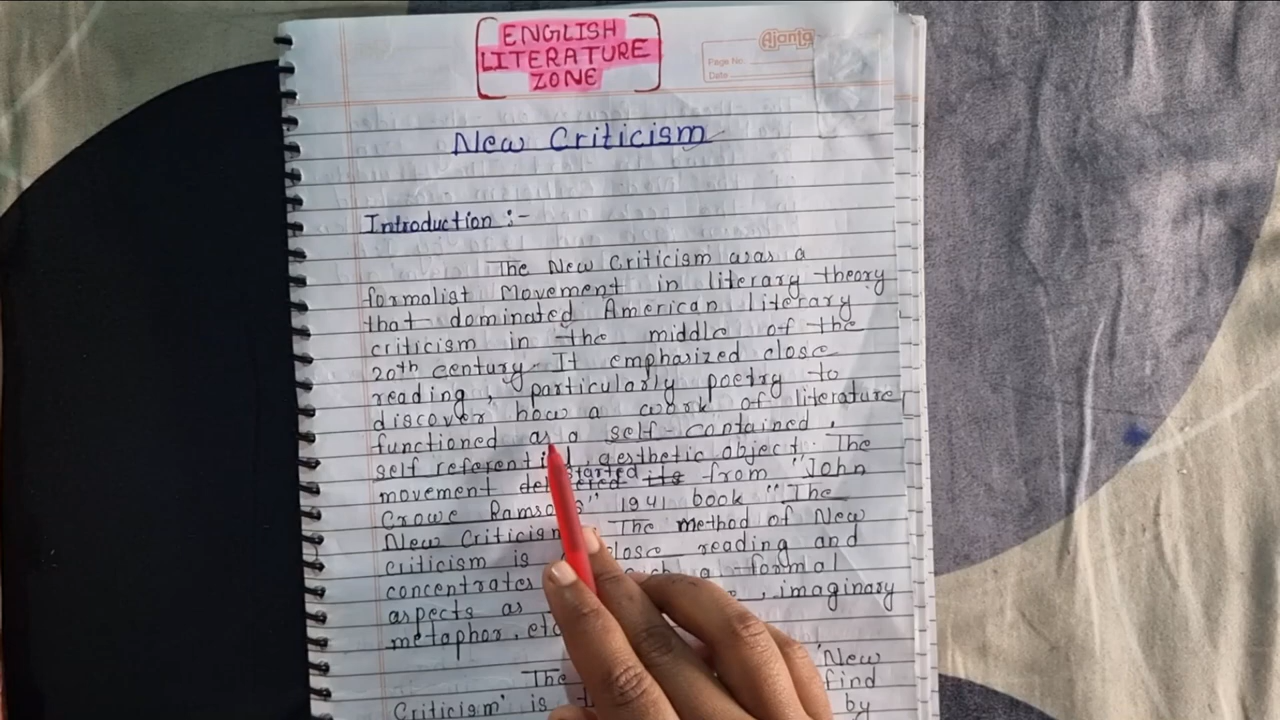 ENGLISH
LITERATURE
ZONE
Ajanta
Page No.
Date
New Criticism
Introduction :-
The New Criticism was a
formalist Movement in literary theory
that dominated American literary
criticism in the middle of the
20th century. It emphasized close
reading, particularly poetry to
discover how a work of literature
functioned as a self-contained,
self referential aesthetic object. The
movement started from "John
Crowe Ramsom's" 1941 book "The
New Criticism
The method of New
criticism is close reading and
concentrates a formal
aspects as , imaginary
metaphor, etc
The 'New
Criticism' is find
by